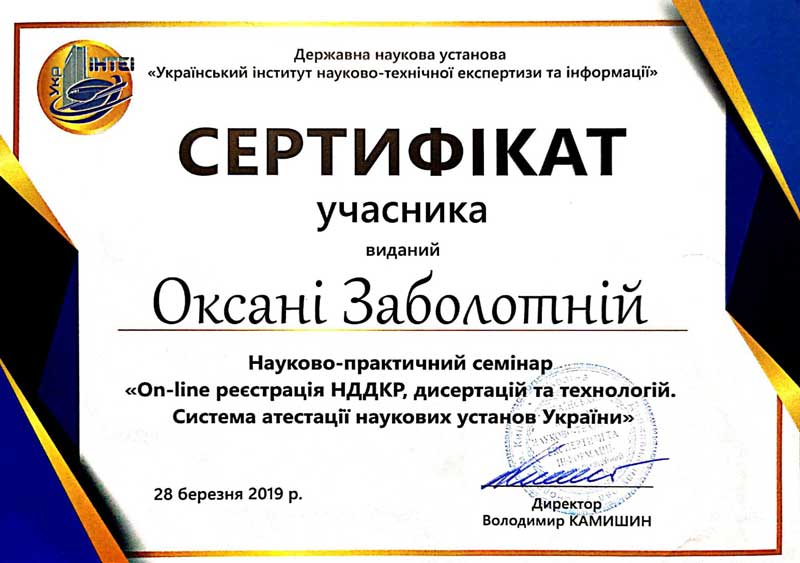 Укр ІНТЕІ
Державна наукова установа
«Український інститут науково-технічної експертизи та інформації»
СЕРТИФІКАТ
учасника
виданий
Оксані Заболотній
Науково-практичний семінар
«On-line реєстрація НДДКР, дисертацій та технологій.
Система атестації наукових установ України»
28 березня 2019 р.
Директор
Володимир КАМИШИН